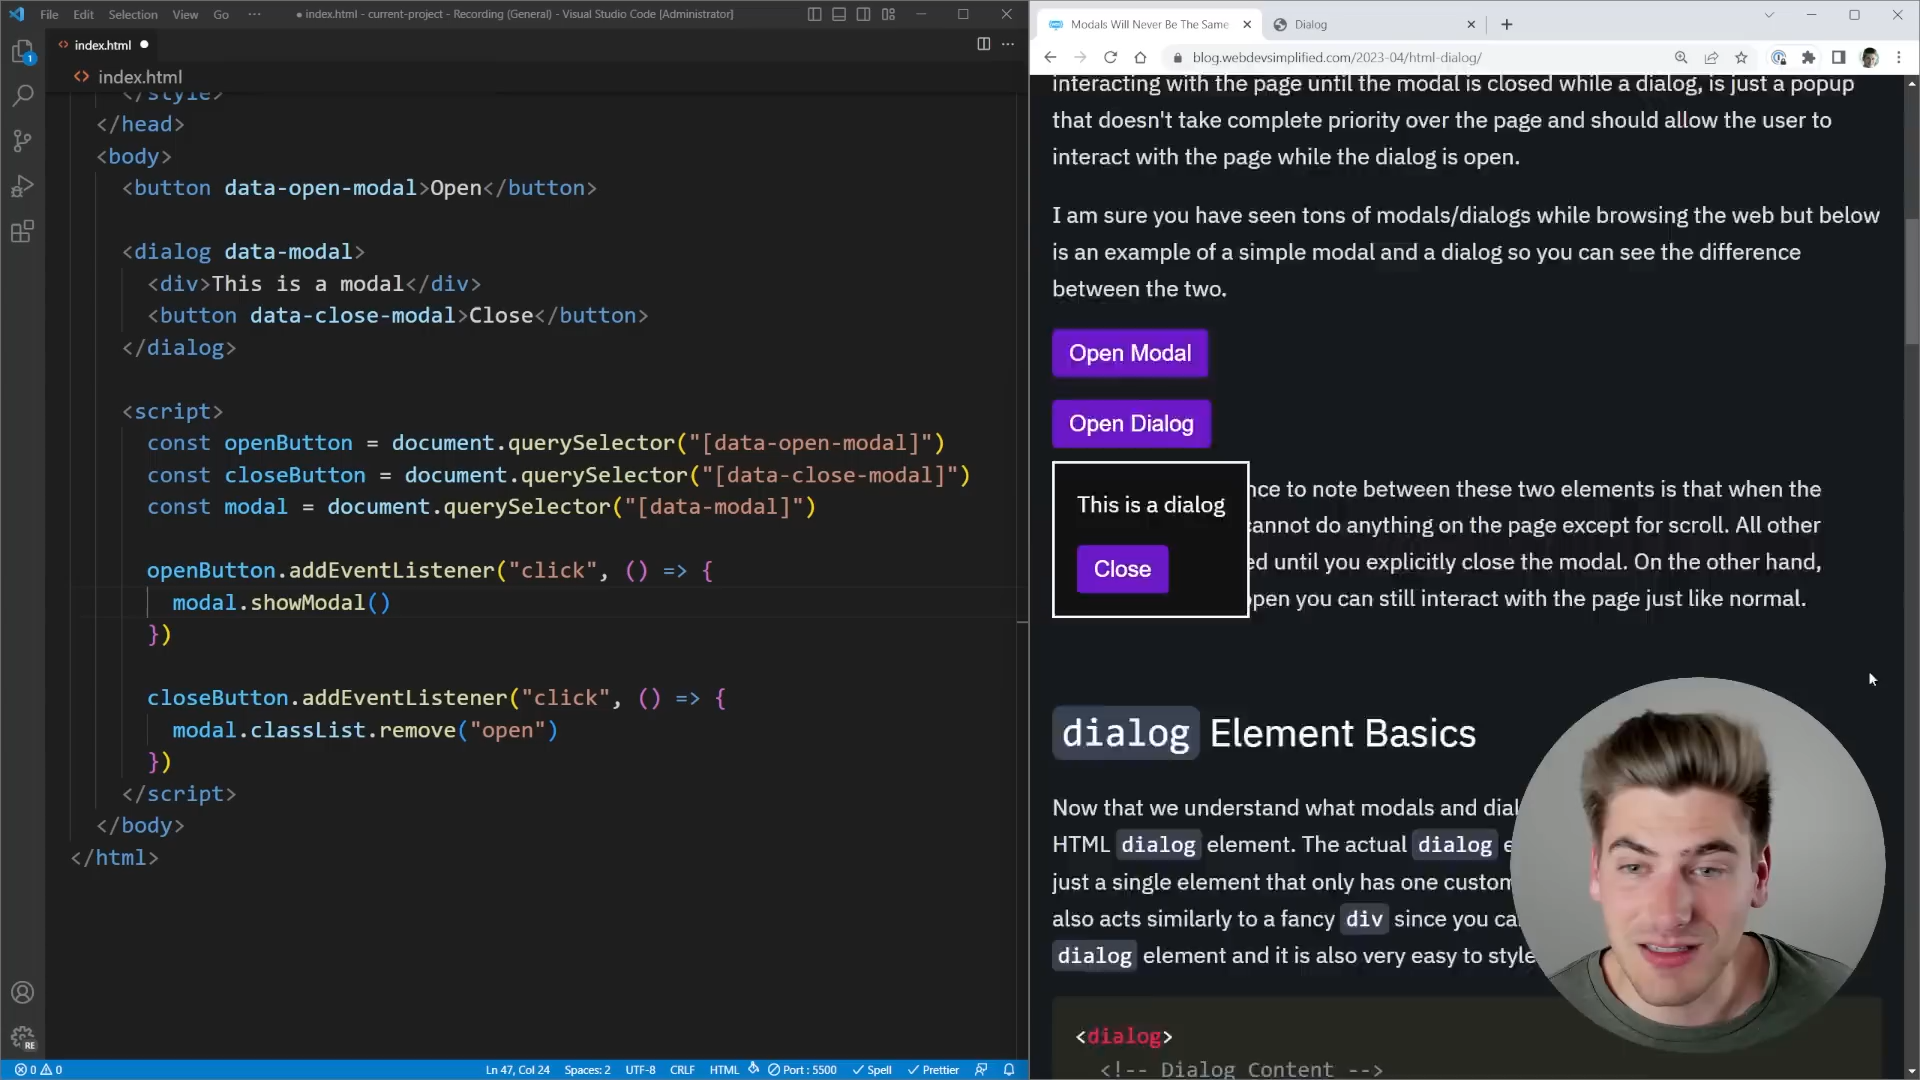 File Edit Selection View Go ··· ● index.html - current-project - Recording (General) - Visual Studio Code [Administrator]
index.html
index.html
</style>
</head>
<body>
<button data-open-modal>Open</button>
<dialog data-modal>
<div>This is a modal</div>
<button data-close-modal>Close</button>
</dialog>
<script>
const openButton = document.querySelector("[data-open-modal]")
const closeButton = document.querySelector("[data-close-modal]")
const modal = document.querySelector("[data-modal]")
openButton.addEventListener("click", () => {
modal.showModal()
})
closeButton.addEventListener("click", () => {
modal.classList.remove("open")
})
</script>
</body>
</html>
1
RE
0 0
Ln 47, Col 24 Spaces: 2 UTF-8 CRLF HTML Port : 5500 Spell Prettier
Modals Will Never Be The Same
Dialog
blog.webdevsimplified.com/2023-04/html-dialog/
interacting with the page until the modal is closed while a dialog, is just a popup
that doesn't take complete priority over the page and should allow the user to
interact with the page while the dialog is open.
I am sure you have seen tons of modals/dialogs while browsing the web but below
is an example of a simple modal and a dialog so you can see the difference
between the two.
Open Modal
Open Dialog
This is a dialog
Close
nce to note between these two elements is that when the
cannot do anything on the page except for scroll. All other
ed until you explicitly close the modal. On the other hand,
open you can still interact with the page just like normal.
dialog Element Basics
Now that we understand what modals and dial
HTML dialog element. The actual dialog e
just a single element that only has one custom
also acts similarly to a fancy div since you ca
dialog element and it is also very easy to style
<dialog>
<!-- Dialog Content -->